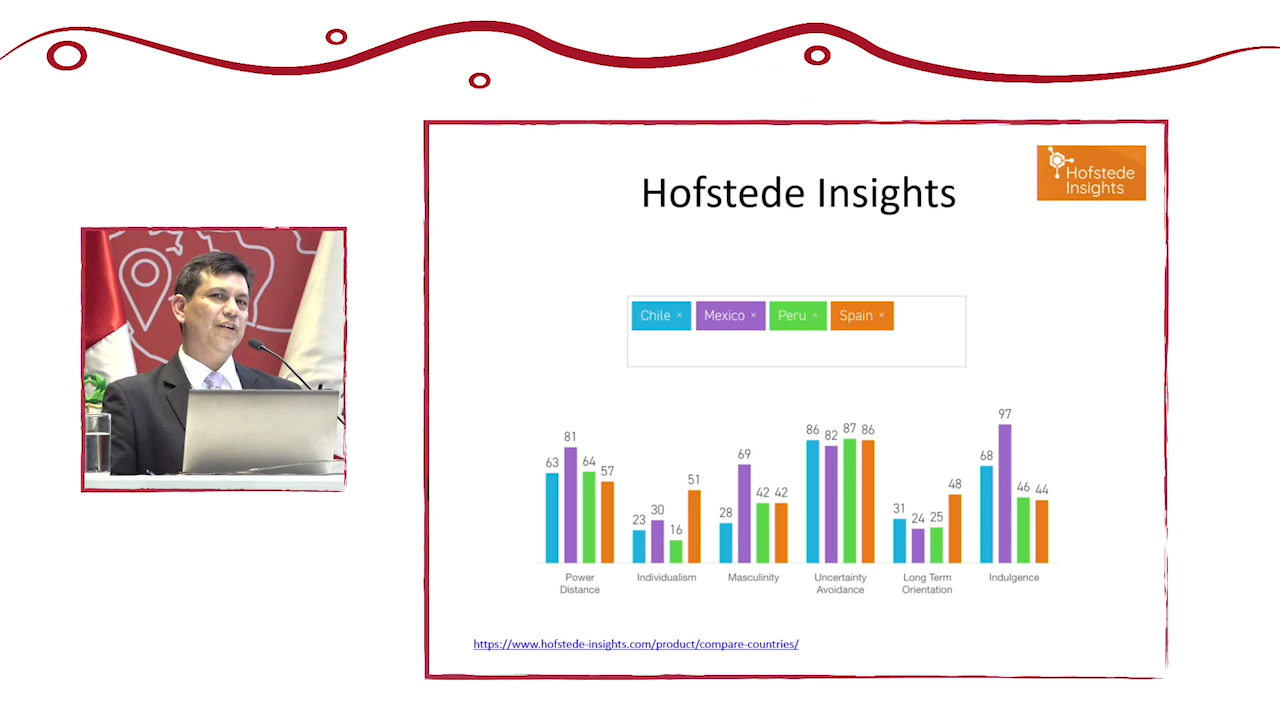 Hofstede Insights
Hofstede
Insights
Chile × Mexico × Peru × Spain ×
63 81 64 57
23 30 16 51
28 69 42 42
86 82 87 86
31 24 25 48
68 97 46 44
Power
Distance
Individualism
Masculinity
Uncertainty
Avoidance
Long Term
Orientation
Indulgence
https://www.hofstede-insights.com/product/compare-countries/